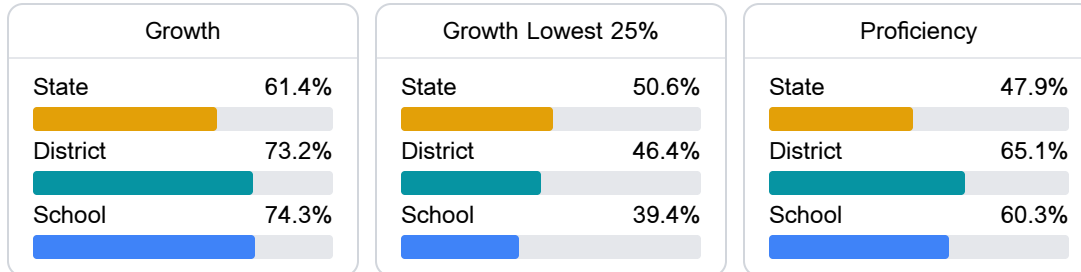 Growth
State 61.4%
District 73.2%
School 74.3%
Growth Lowest 25%
State 50.6%
District 46.4%
School 39.4%
Proficiency
State 47.9%
District 65.1%
School 60.3%